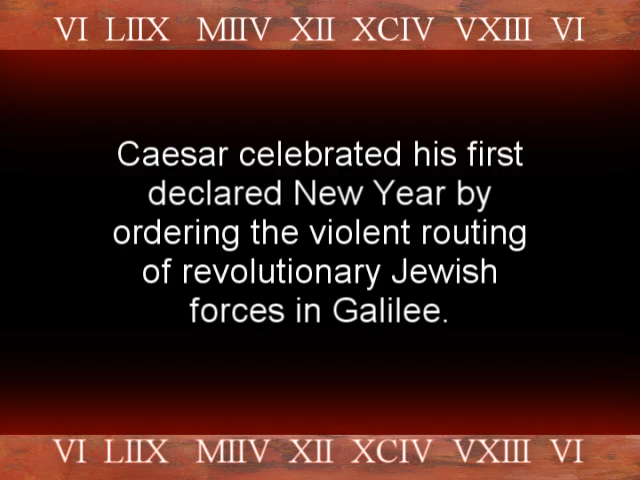 VI LIIX MIIV XII XCIV VXIII VI
Caesar celebrated his first
declared New Year by
ordering the violent routing
of revolutionary Jewish
forces in Galilee.
VI LIIX MIIV XII XCIV VXIII VI